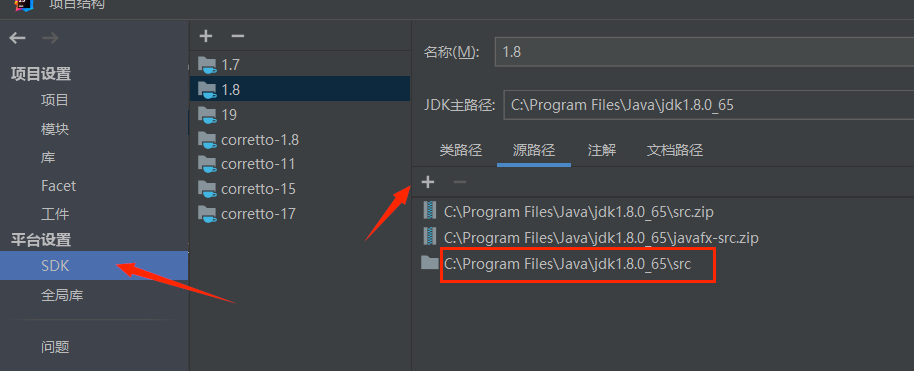 项目结构
项目设置
项目
模块
库
Facet
工件
平台设置
SDK
全局库
问题
1.7
1.8
19
corretto-1.8
corretto-11
corretto-15
corretto-17
名称(M): 1.8
JDK主路径: C:\Program Files\Java\jdk1.8.0_65
类路径 源路径 注解 文档路径
C:\Program Files\Java\jdk1.8.0_65\src.zip
C:\Program Files\Java\jdk1.8.0_65\javafx-src.zip
C:\Program Files\Java\jdk1.8.0_65\src